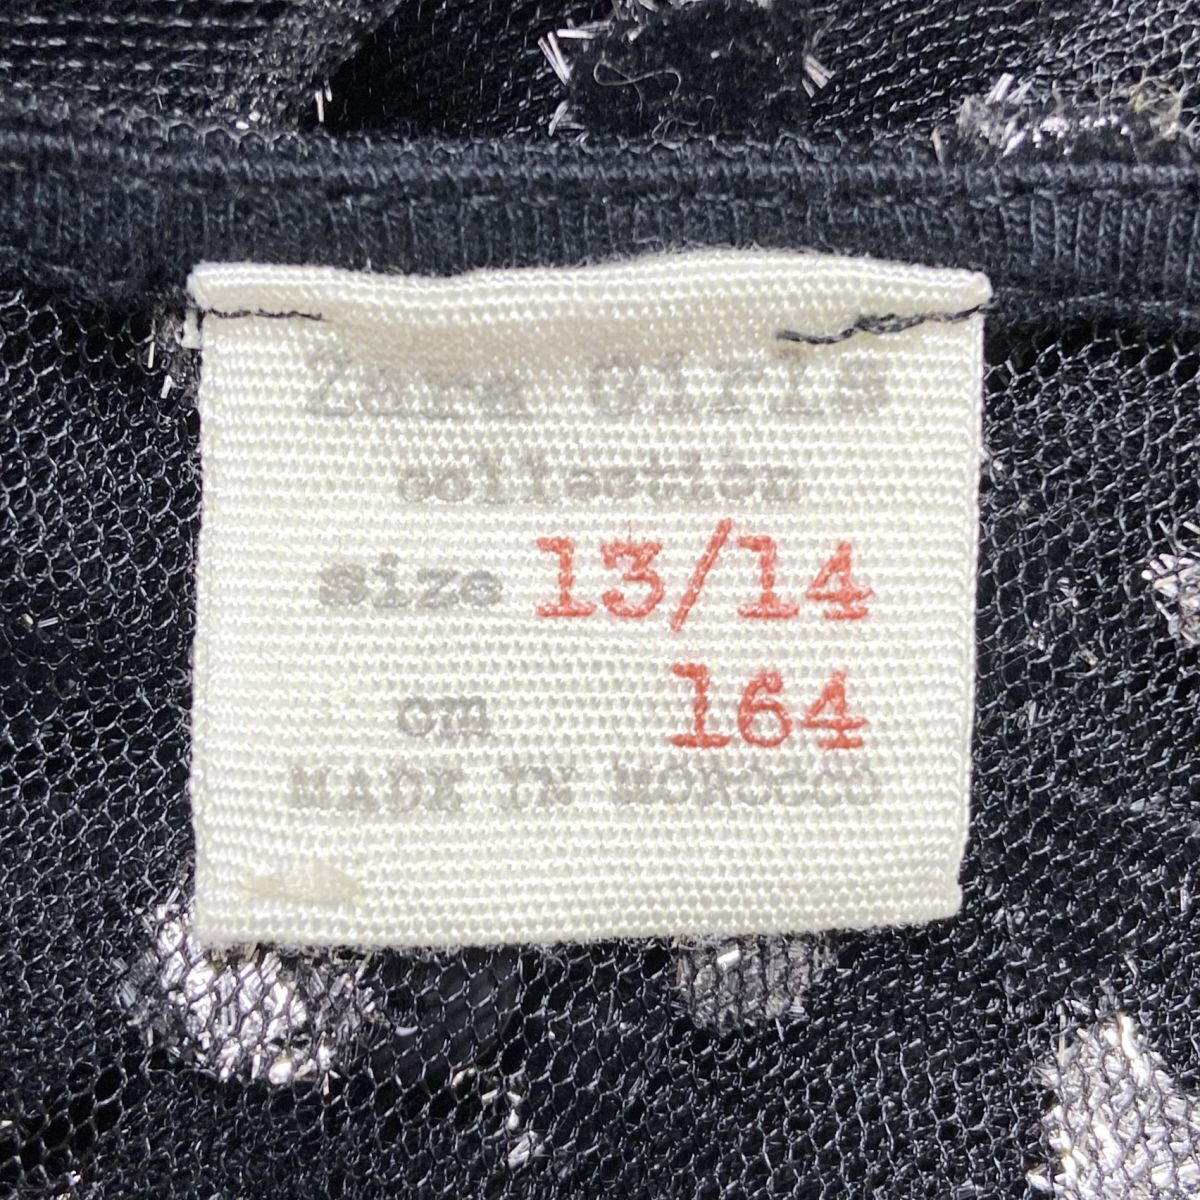 Zara Girls
collection
size 13/14
cm 164
MADE IN MOROCCO